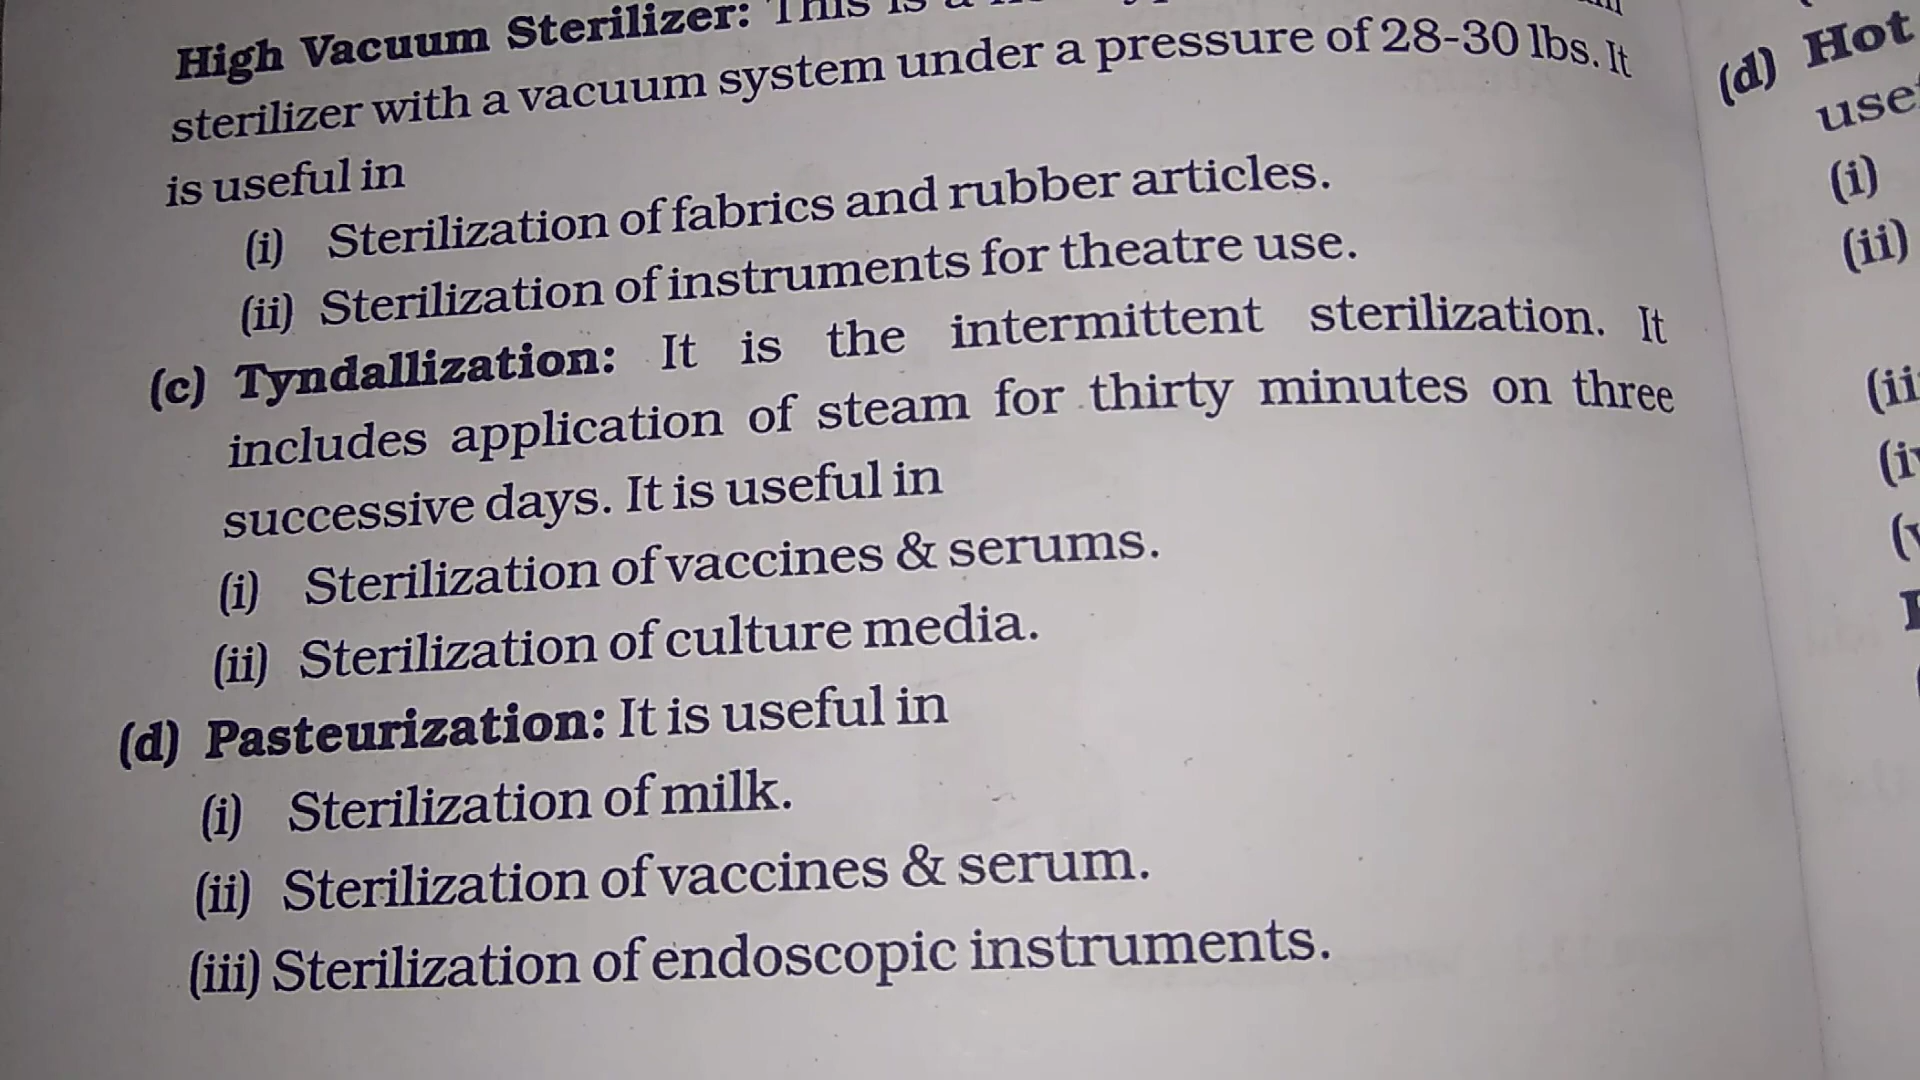 High Vacuum Sterilizer: This is a
sterilizer with a vacuum system under a pressure of 28-30 lbs. It
is useful in
(i) Sterilization of fabrics and rubber articles.
(ii) Sterilization of instruments for theatre use.
(c) Tyndallization: It is the intermittent sterilization. It
includes application of steam for thirty minutes on three
successive days. It is useful in
(i) Sterilization of vaccines & serums.
(ii) Sterilization of culture media.
(d) Pasteurization: It is useful in
(i) Sterilization of milk.
(ii) Sterilization of vaccines & serum.
(iii) Sterilization of endoscopic instruments.
(d) Hot
(i)
(ii)